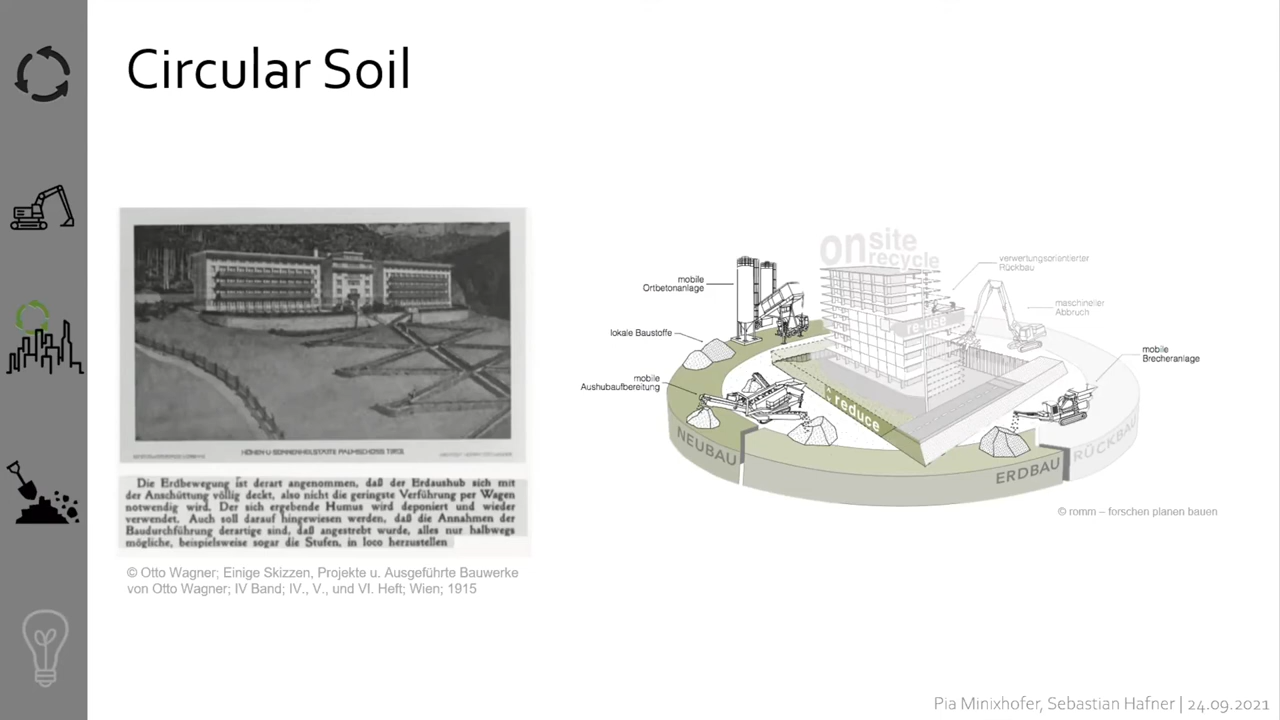 Circular Soil
HÖHEN-U-SONNENHEILSTÄTTE PALMSCHOSS TIROL
Die Erdbewegung ist derart angenommen, daß der Erdaushub sich mit
der Anschüttung völlig deckt, also nicht die geringste Verführung per Wagen
notwendig wird. Der sich ergebende Humus wird deponiert und wieder
verwendet. Auch soll darauf hingewiesen werden, daß die Annahmen der
Baudurchführung derartige sind, daß angestrebt wurde, alles nur halbwegs
mögliche, beispielsweise sogar die Stufen, in loco herzustellen
© Otto Wagner; Einige Skizzen, Projekte u. Ausgeführte Bauwerke
von Otto Wagner; IV Band; IV., V., und VI. Heft; Wien; 1915
on site
recycle
verwertungsorientierter
Rückbau
mobile
Ortbetonanlage
maschineller
Abbruch
re-use
lokale Baustoffe
mobile
Brecheranlage
mobile
Aushubaufbereitung
reduce
NEUBAU
ERDBAU
RÜCKBAU
© romm – forschen planen bauen
Pia Minixhofer, Sebastian Hafner | 24.09.2021